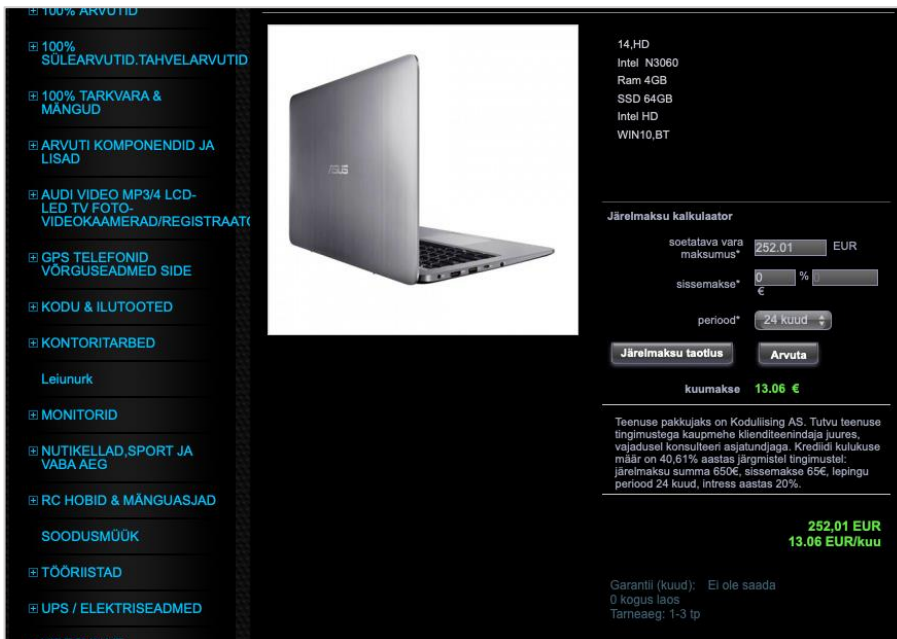 100% ARVUTID
100%
SÜLEARVUTID.TAHVELARVUTID
100% TARKVARA &
MÄNGUD
ARVUTI KOMPONENDID JA
LISAD
AUDI VIDEO MP3/4 LCD-
LED TV FOTO-
VIDEOKAAMERAD/REGISTRAATO
GPS TELEFONID
VÕRGUSEADMED SIDE
KODU & ILUTOOTED
KONTORITARBED
Leiunurk
MONITORID
NUTIKELLAD,SPORT JA
VABA AEG
RC HOBID & MÄNGUASJAD
SOODUSMÜÜK
TÖÖRIISTAD
UPS / ELEKTRISEADMED
ASUS
14,HD
Intel N3060
Ram 4GB
SSD 64GB
Intel HD
WIN10,BT
Järelmaksu kalkulaator
soetatava vara
maksumus* 252.01 EUR
sissemakse* 0 % 0
€
periood* 24 kuud
Järelmaksu taotlus Arvuta
kuumakse 13.06 €
Teenuse pakkujaks on Koduliising AS. Tutvu teenuse
tingimustega kaupmehe klienditeenindaja juures,
vajadusel konsulteeri asjatundjaga. Krediidi kulukuse
määr on 40,61% aastas järgmistel tingimustel:
järelmaksu summa 650€, sissemakse 65€, lepingu
periood 24 kuud, intress aastas 20%.
252,01 EUR
13.06 EUR/kuu
Garantii (kuud): Ei ole saada
0 kogus laos
Tarneaeg: 1-3 tp